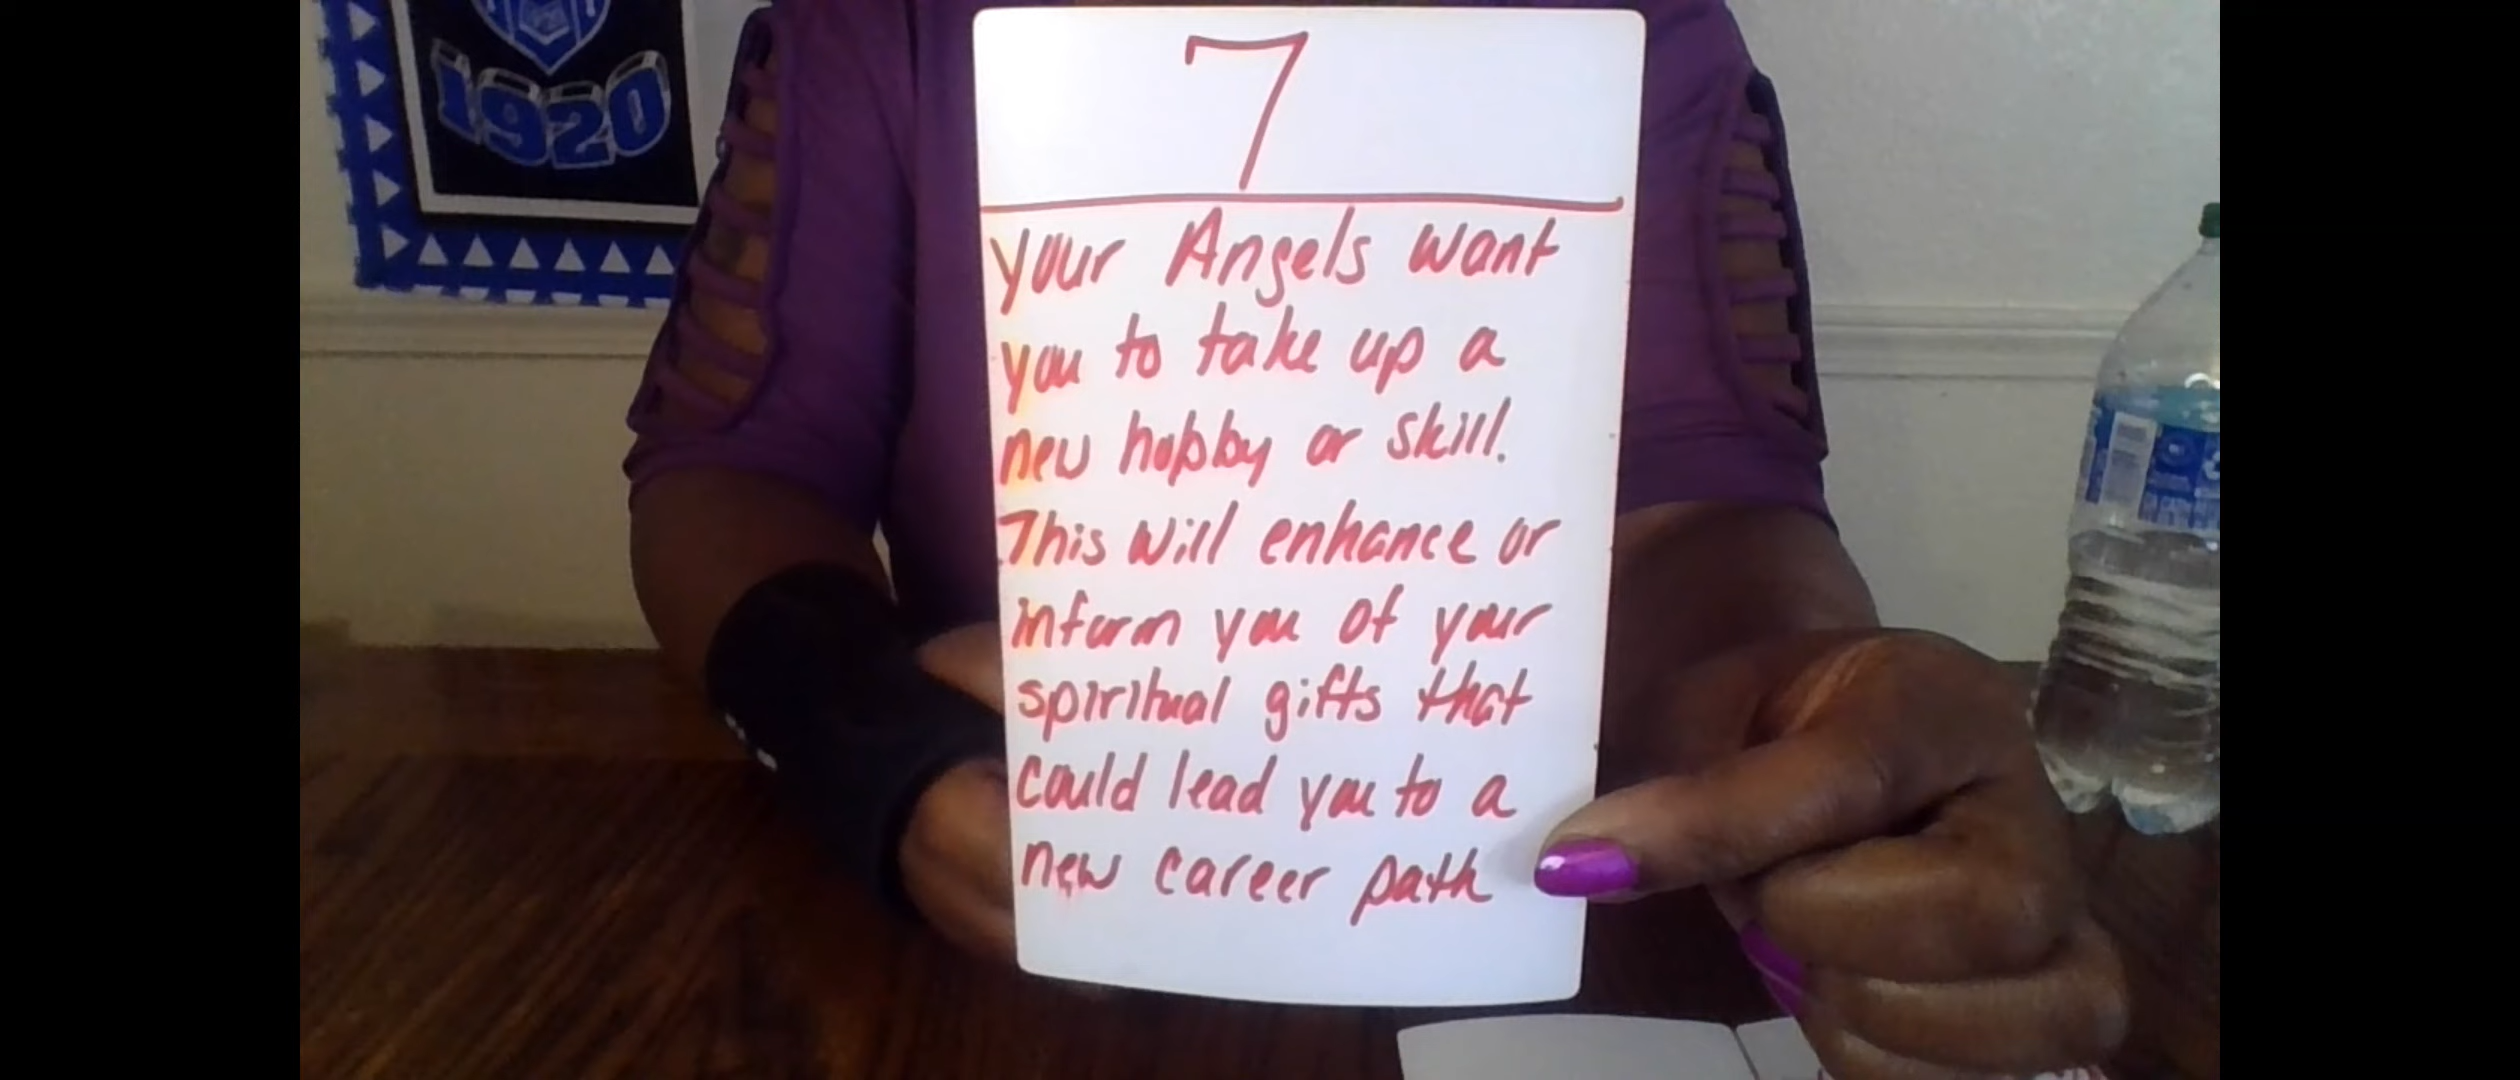 1920
7
Your Angels want
you to take up a
new hobby or skill.
This will enhance or
inform you of your
spiritual gifts that
could lead you to a
new career path